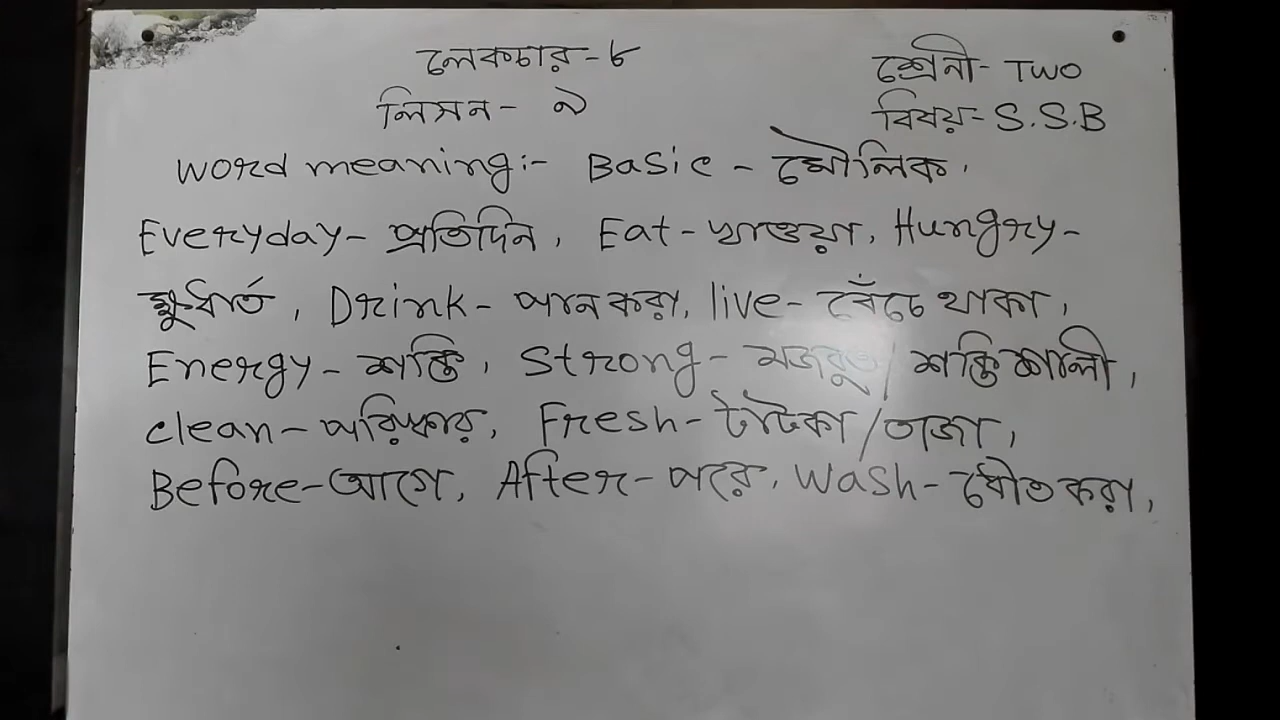 লেকচার-৮
শ্রেনী- TWO
লিসন- ৯
বিষয়- S.S.B
word meaning:- Basic - মৌলিক,
Everyday- প্রতিদিন, Eat- খাওয়া, Hungry-
ক্ষুধার্ত, Drink- পান করা, live- বেঁচে থাকা,
Energy- শক্তি, Strong- মজবুত/শক্তিশালী,
clean- পরিষ্কার, Fresh- টাটকা/তাজা,
Before- আগে, After- পরে, Wash- ধৌত করা,